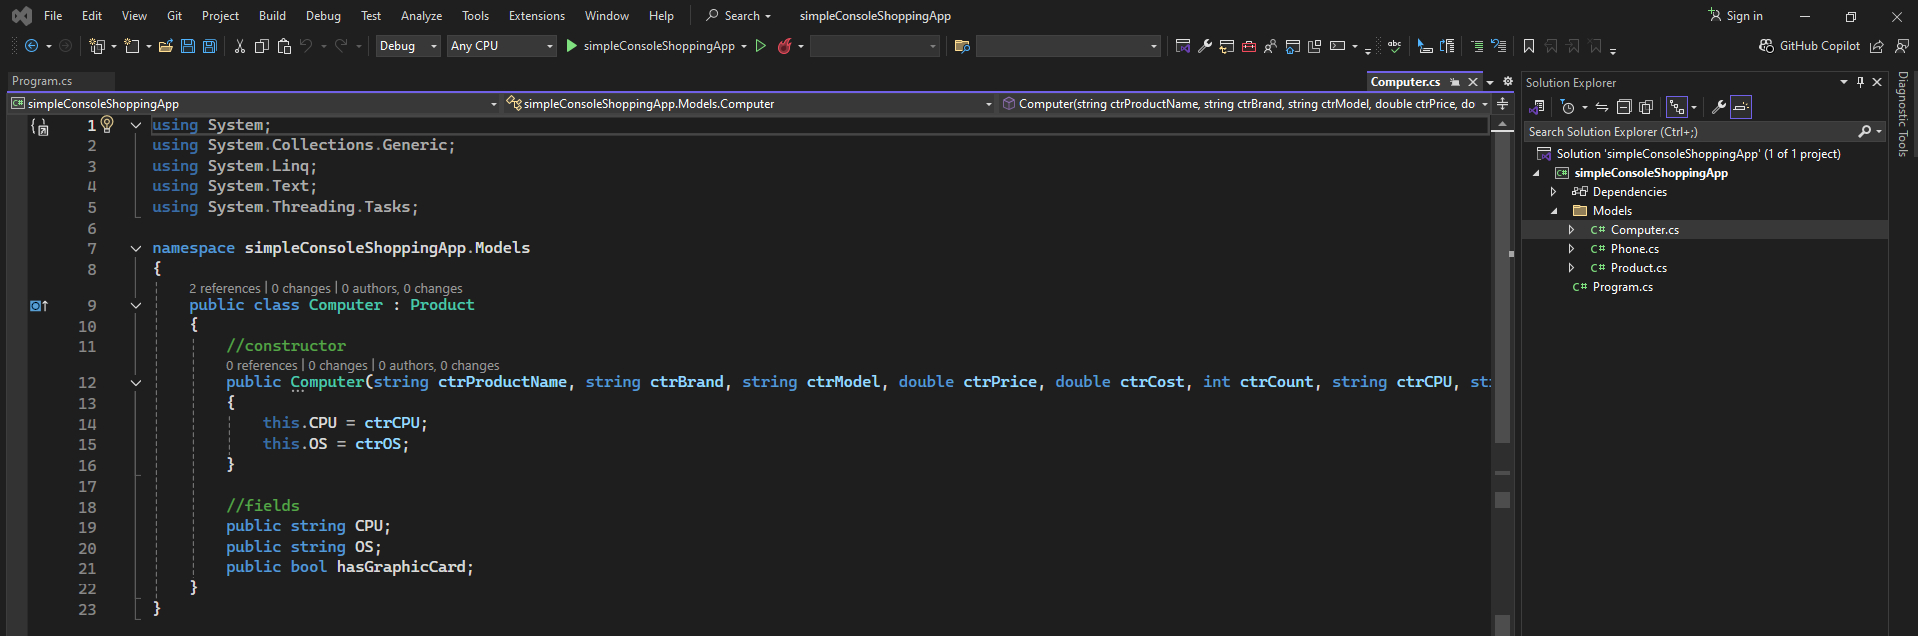 File Edit View Git Project Build Debug Test Analyze Tools Extensions Window Help Search simpleConsoleShoppingApp Sign in
Debug Any CPU simpleConsoleShoppingApp GitHub Copilot
Program.cs Computer.cs
simpleConsoleShoppingApp simpleConsoleShoppingApp.Models.Computer Computer(string ctrProductName, string ctrBrand, string ctrModel, double ctrPrice, do
1 using System;
2 using System.Collections.Generic;
3 using System.Linq;
4 using System.Text;
5 using System.Threading.Tasks;
6
7 namespace simpleConsoleShoppingApp.Models
8 {
2 references | 0 changes | 0 authors, 0 changes
9 public class Computer : Product
10 {
11 //constructor
0 references | 0 changes | 0 authors, 0 changes
12 public Computer(string ctrProductName, string ctrBrand, string ctrModel, double ctrPrice, double ctrCost, int ctrCount, string ctrCPU, str
13 {
14 this.CPU = ctrCPU;
15 this.OS = ctrOS;
16 }
17
18 //fields
19 public string CPU;
20 public string OS;
21 public bool hasGraphicCard;
22 }
23 }
Solution Explorer
Search Solution Explorer (Ctrl+;)
Solution 'simpleConsoleShoppingApp' (1 of 1 project)
C# simpleConsoleShoppingApp
Dependencies
Models
C# Computer.cs
C# Phone.cs
C# Product.cs
C# Program.cs
Diagnostic Tools